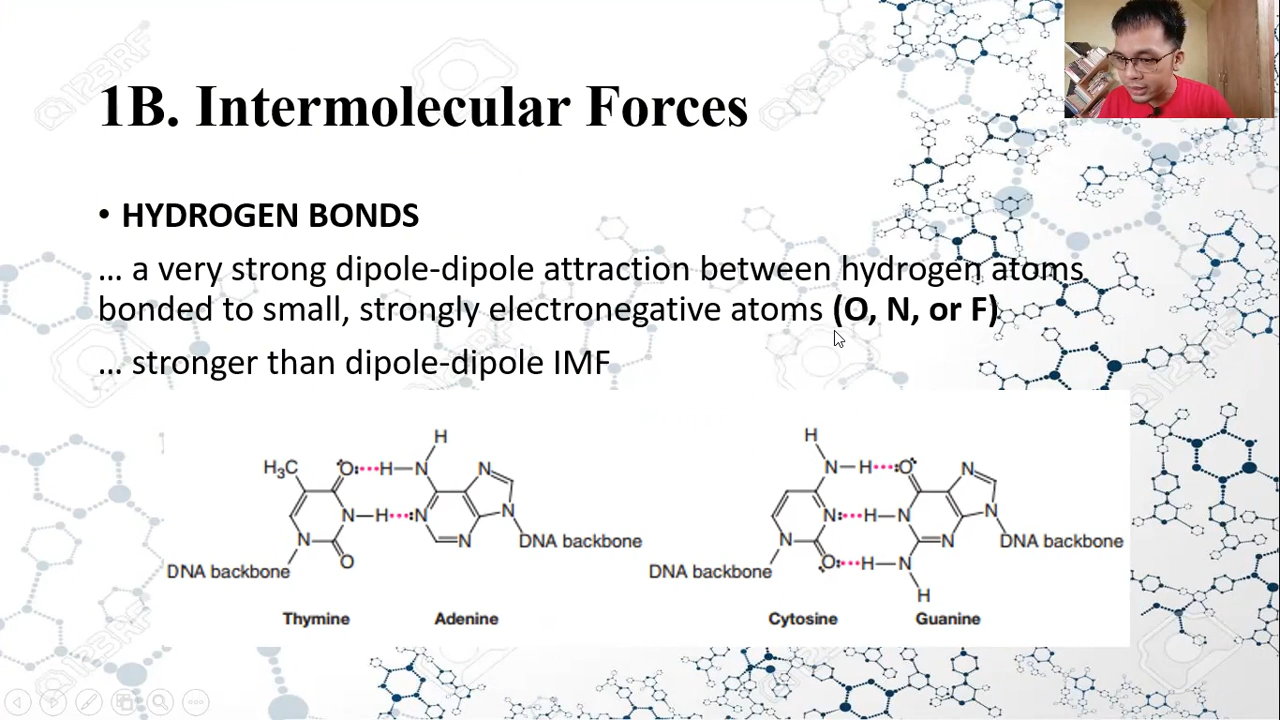 1B. Intermolecular Forces
• HYDROGEN BONDS
... a very strong dipole-dipole attraction between hydrogen atoms
bonded to small, strongly electronegative atoms (O, N, or F)
... stronger than dipole-dipole IMF
H
H₃C O: H—N N
N—H :N N
N O N
DNA backbone
DNA backbone
Thymine Adenine
H
N—H :O N
N: H—N N
N O: H—N N
H
DNA backbone
DNA backbone
Cytosine Guanine
123RF